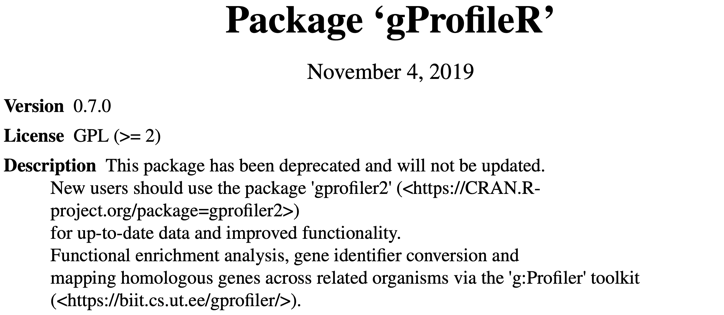 Package ‘gProfileR’
November 4, 2019
Version 0.7.0
License GPL (>= 2)
Description This package has been deprecated and will not be updated.
New users should use the package 'gprofiler2' (<https://CRAN.R-
project.org/package=gprofiler2>)
for up-to-date data and improved functionality.
Functional enrichment analysis, gene identifier conversion and
mapping homologous genes across related organisms via the 'g:Profiler' toolkit
(<https://biit.cs.ut.ee/gprofiler/>).